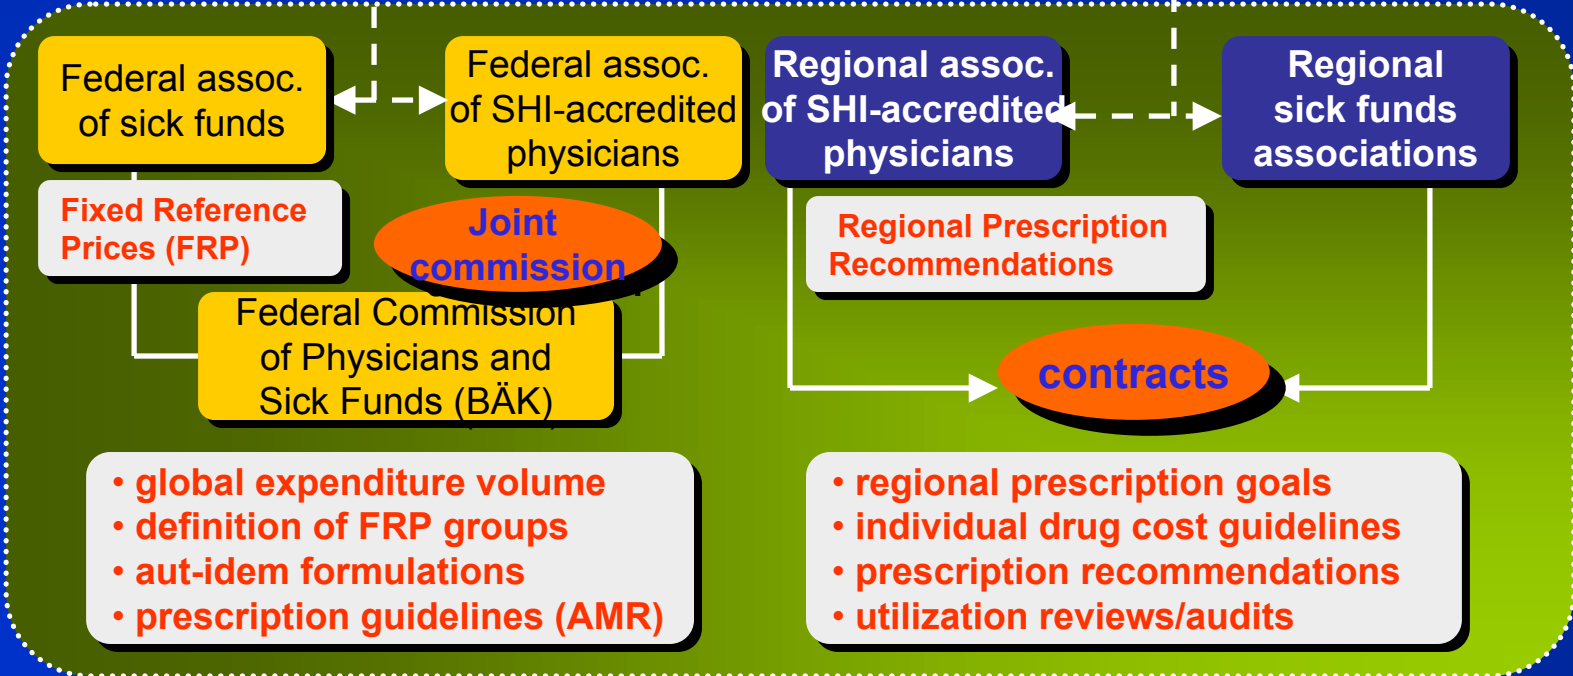 Federal assoc.
of sick funds
Federal assoc.
of SHI-accredited
physicians
Regional assoc.
of SHI-accredited
physicians
Regional
sick funds
associations
Fixed Reference
Prices (FRP)
Joint
commission
Regional Prescription
Recommendations
Federal Commission
of Physicians and
Sick Funds (BÄK)
contracts
• global expenditure volume
• definition of FRP groups
• aut-idem formulations
• prescription guidelines (AMR)
• regional prescription goals
• individual drug cost guidelines
• prescription recommendations
• utilization reviews/audits